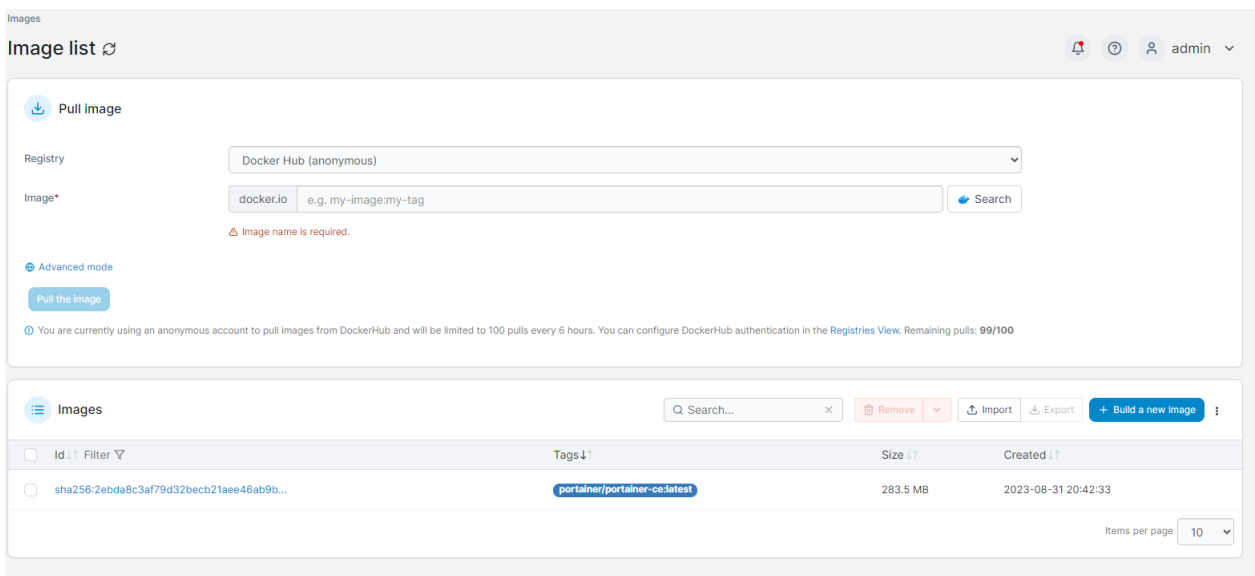 Images
Image list
admin
Pull image
Registry
Docker Hub (anonymous)
Image*
docker.io
e.g. my-image:my-tag
Search
Image name is required.
Advanced mode
Pull the image
You are currently using an anonymous account to pull images from DockerHub and will be limited to 100 pulls every 6 hours. You can configure DockerHub authentication in the Registries View. Remaining pulls: 99/100
Images
Search...
Remove
Import
Export
+ Build a new image
Id Filter Tags Size Created
sha256:2ebda8c3af79d32becb21aee46ab9b... portainer/portainer-ce:latest 283.5 MB 2023-08-31 20:42:33
Items per page 10